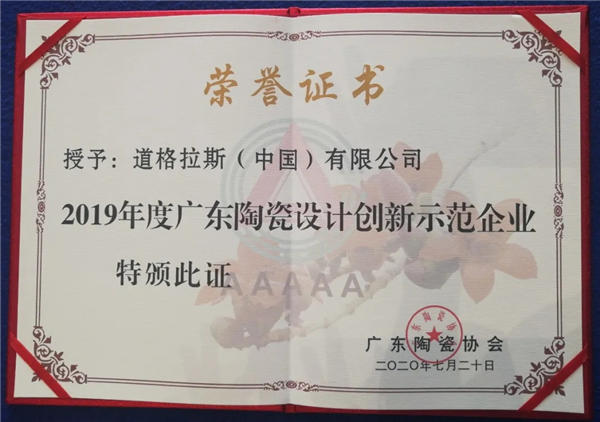 荣誉证书
授予：道格拉斯（中国）有限公司
2019年度广东陶瓷设计创新示范企业
特颁此证
AAAAA
广东陶瓷协会
二〇二〇年七月二十日